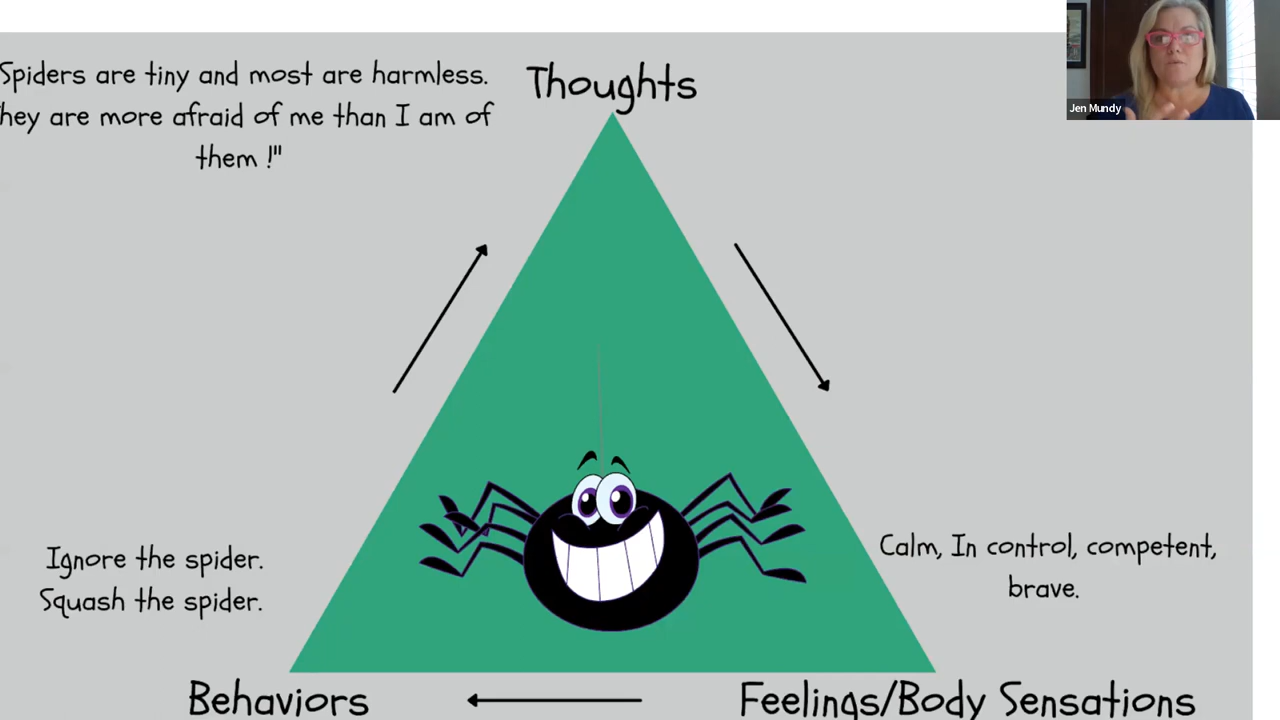 Spiders are tiny and most are harmless.
hey are more afraid of me than I am of
them !"
Thoughts
Jen Mundy
Ignore the spider.
Squash the spider.
Calm, In control, competent,
brave.
Behaviors
Feelings/Body Sensations